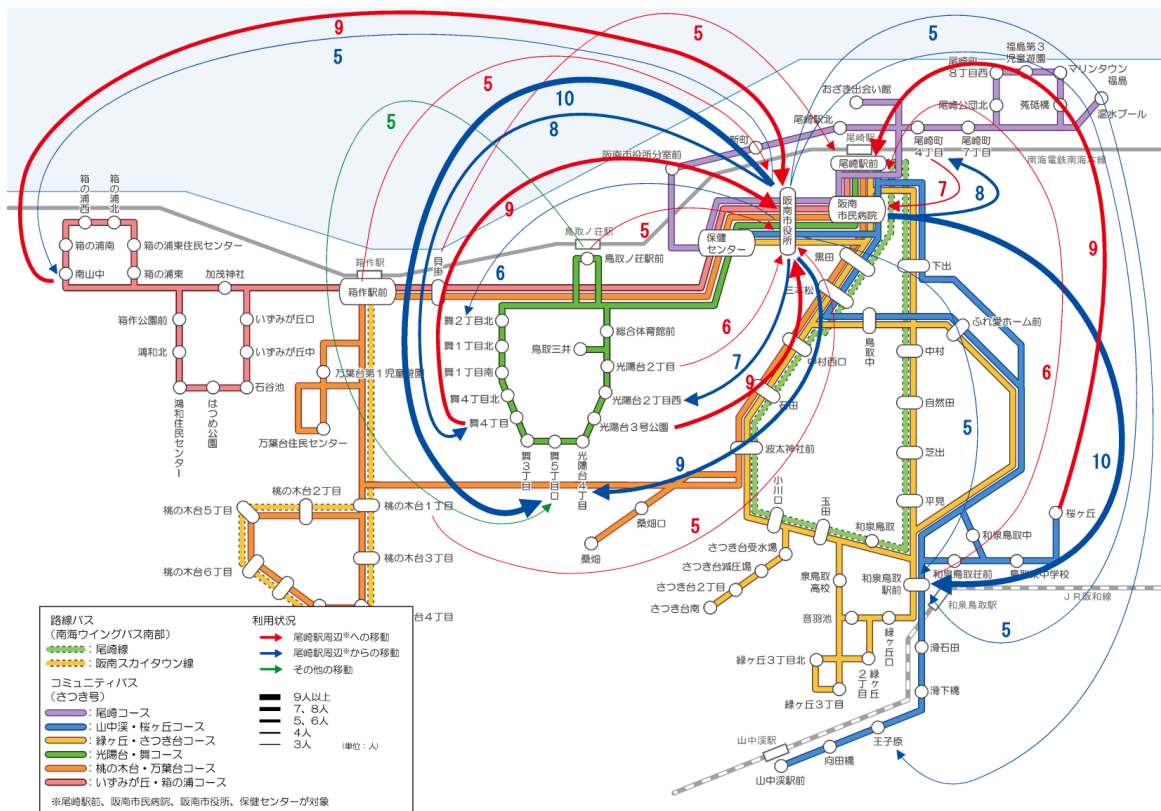 9
5
5
5
5
10
8
9
5
6
6
7
9
9
5
5
7
8
9
6
5
10
5
福島第3
児童遊園
尾崎町
8丁目西
マリンタウン
福島
おざき出会い館
尾崎公団北
菟砥橋
温水プール
尾崎駅北
新町
尾崎駅
尾崎町
4丁目
尾崎町
7丁目
阪南市役所分室前
尾崎駅前
南海電鉄南海本線
阪南
市民病院
阪南市役所
保健
センター
箱の浦西
箱の浦北
箱の浦南
箱の浦東住民センター
南山中
箱の浦東
加茂神社
箱作駅
箱作駅前
貝掛
鳥取ノ荘駅
鳥取ノ荘駅前
黒田
下出
三本松
箱作公園前
いずみが丘口
鴻和北
いずみが丘中
石谷池
はつめ公園
鴻和住民センター
万葉台第1児童遊園
万葉台住民センター
舞2丁目北
舞1丁目北
舞1丁目南
舞4丁目北
舞4丁目
舞3丁目
舞5丁目口
光陽台4丁目
総合体育館前
鳥取三井
光陽台2丁目
光陽台2丁目西
光陽台3号公園
中村西口
鳥取中
ふれ愛ホーム前
中村
石田
自然田
波太神社前
芝出
小川口
平見
玉田
和泉鳥取
桜ヶ丘
和泉鳥取中
桑畑口
桑畑
桃の木台2丁目
桃の木台5丁目
桃の木台1丁目
桃の木台3丁目
桃の木台6丁目
台4丁目
さつき台受水場
さつき台減圧場
さつき台2丁目
さつき台南
泉鳥取
高校
和泉鳥取
駅前
和泉鳥取荘前
鳥取東中学校
JR阪和線
和泉鳥取駅
音羽池
緑ヶ丘口
緑ヶ丘3丁目北
緑ヶ丘
2丁目
緑ヶ丘3丁目
滑石田
滑下橋
王子原
向田橋
山中渓駅
山中渓駅前
路線バス
(南海ウイングバス南部)
:尾崎線
:阪南スカイタウン線
コミュニティバス
(さつき号)
:尾崎コース
:山中渓・桜ヶ丘コース
:緑ヶ丘・さつき台コース
:光陽台・舞コース
:桃の木台・万葉台コース
:いずみが丘・箱の浦コース
利用状況
尾崎駅周辺※への移動
尾崎駅周辺※からの移動
その他の移動
9人以上
7、8人
5、6人
4人
3人 (単位:人)
※尾崎駅前、阪南市民病院、阪南市役所、保健センターが対象